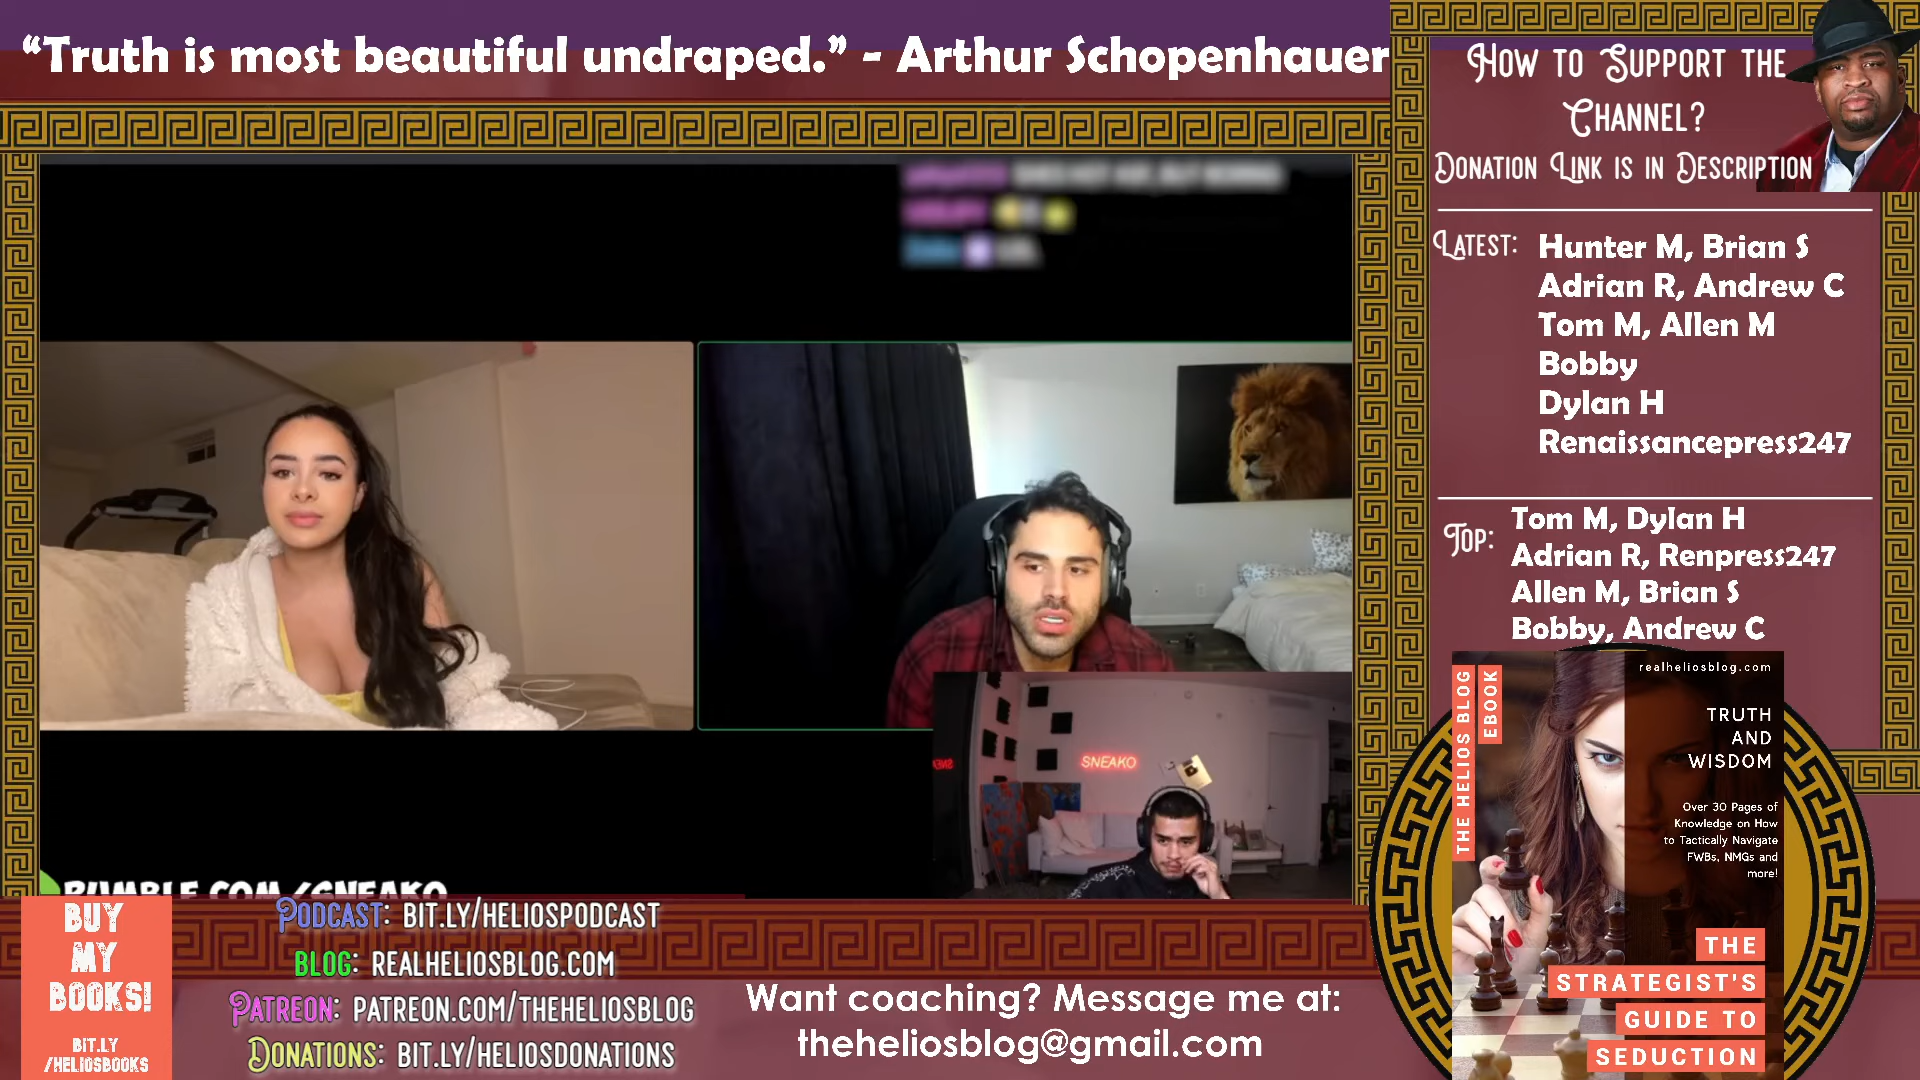 “Truth is most beautiful undraped.” - Arthur Schopenhauer
How to Support the
Channel?
Donation Link is in Description
Latest:
Hunter M, Brian S
Adrian R, Andrew C
Tom M, Allen M
Bobby
Dylan H
Renaissancepress247
Top:
Tom M, Dylan H
Adrian R, Renpress247
Allen M, Brian S
Bobby, Andrew C
SNEAKO
RUMBLE.COM/SNEAKO
realheliosblog.com
THE HELIOS BLOG
EBOOK
TRUTH
AND
WISDOM
Over 30 Pages of
Knowledge on How
to Tactically Navigate
FWBs, NMGs and
more!
THE
STRATEGIST'S
GUIDE TO
SEDUCTION
BUY
MY
BOOKS!
BIT.LY
/HELIOSBOOKS
Podcast: bit.ly/heliospodcast
Blog: realheliosblog.com
Patreon: patreon.com/theheliosblog
Donations: bit.ly/heliosdonations
Want coaching? Message me at:
theheliosblog@gmail.com